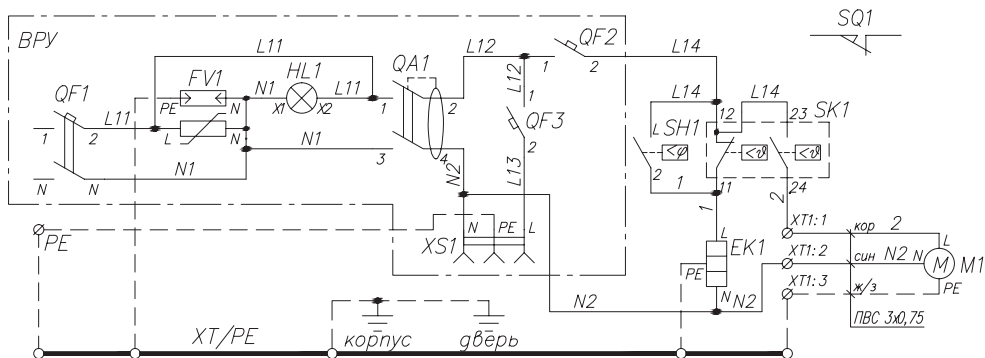 ВРУ
QF1
1
2
N
N
L11
FV1
PE
N
L
N
N1
N1
HL1
X1
X2
L11
L11
N1
QA1
1
2
3
4
L12
L12
N2
QF2
1
2
QF3
1
2
L13
L14
L14
L14
SQ1
SH1
L
2
<φ
1
12
11
<ϑ
SK1
23
24
<ϑ
1
2
XS1
N
PE
L
PE
EK1
L
PE
N
N2
N2
XT1:1
XT1:2
XT1:3
кор
2
син
N2
ж/з
L
N
M
M1
PE
ПВС 3х0,75
XT/PE
корпус
дверь